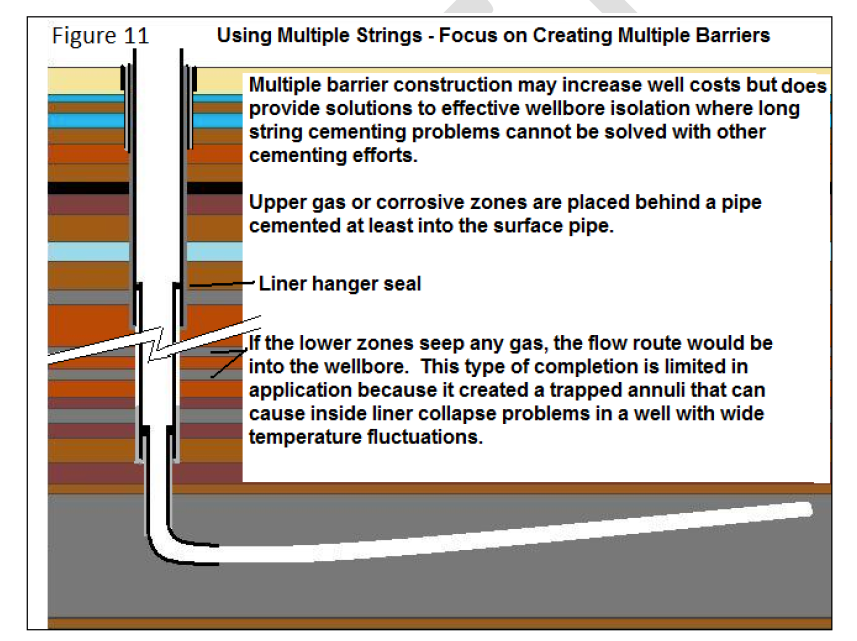 Figure 11
Using Multiple Strings - Focus on Creating Multiple Barriers
Multiple barrier construction may increase well costs but does
provide solutions to effective wellbore isolation where long
string cementing problems cannot be solved with other
cementing efforts.
Upper gas or corrosive zones are placed behind a pipe
cemented at least into the surface pipe.
Liner hanger seal
If the lower zones seep any gas, the flow route would be
into the wellbore. This type of completion is limited in
application because it created a trapped annuli that can
cause inside liner collapse problems in a well with wide
temperature fluctuations.